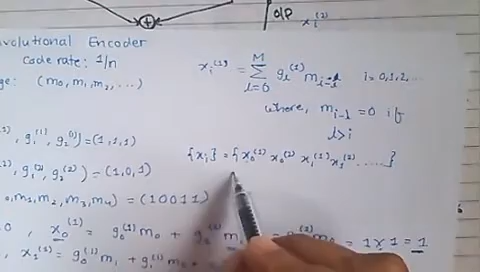 O/P x_i^(2)
volutional Encoder
Code rate: 1/n
ge: (m₀, m₁, m₂, ...)
x_i^(1) = Σ_{l=0}^{M} g_l^(1) m_{i-l} i=0,1,2,...
where, m_{i-l} = 0 if
l>i
, g₁^(1), g₂^(1)) = (1,1,1)
{x_i} = {x₀^(1) x₀^(2) x₁^(1) x₁^(2) .....}
, g₁^(2), g₂^(2)) = (1,0,1)
m₂, m₃, m₄) = (10011)
0, x₀^(1) = g₀^(1) m₀ + = 1×1 = 1
, x₁^(1) = g₀^(1) m₁ + g₁^(1) m₀